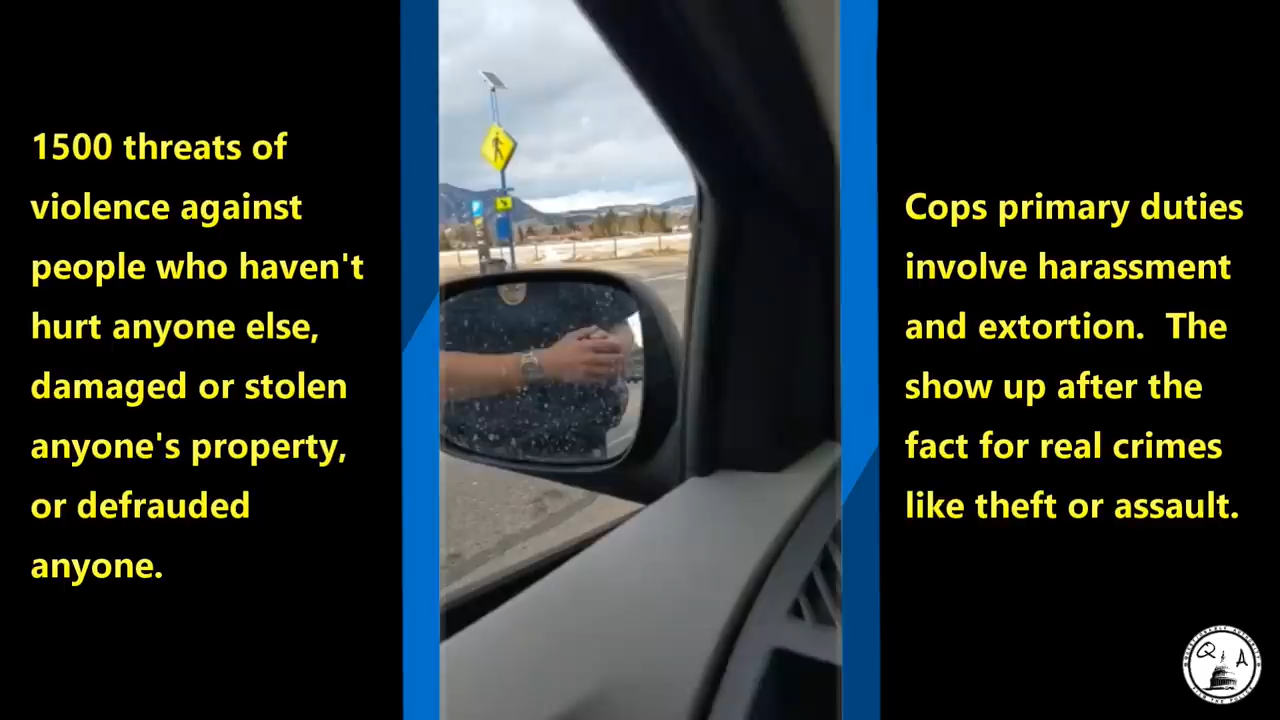 1500 threats of
violence against
people who haven't
hurt anyone else,
damaged or stolen
anyone's property,
or defrauded
anyone.
Cops primary duties
involve harassment
and extortion.  The
show up after the
fact for real crimes
like theft or assault.
Q A